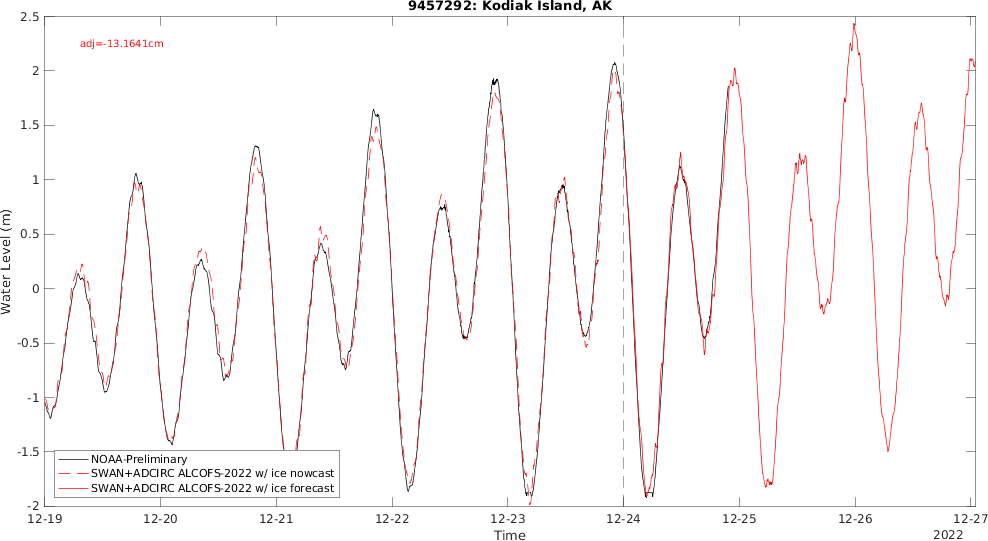 9457292: Kodiak Island, AK
adj=-13.1641cm
Water Level (m)
2.5
2
1.5
1
0.5
0
-0.5
-1
-1.5
-2
NOAA-Preliminary
SWAN+ADCIRC ALCOFS-2022 w/ ice nowcast
SWAN+ADCIRC ALCOFS-2022 w/ ice forecast
12-19 12-20 12-21 12-22 12-23 12-24 12-25 12-26 12-27
Time
2022